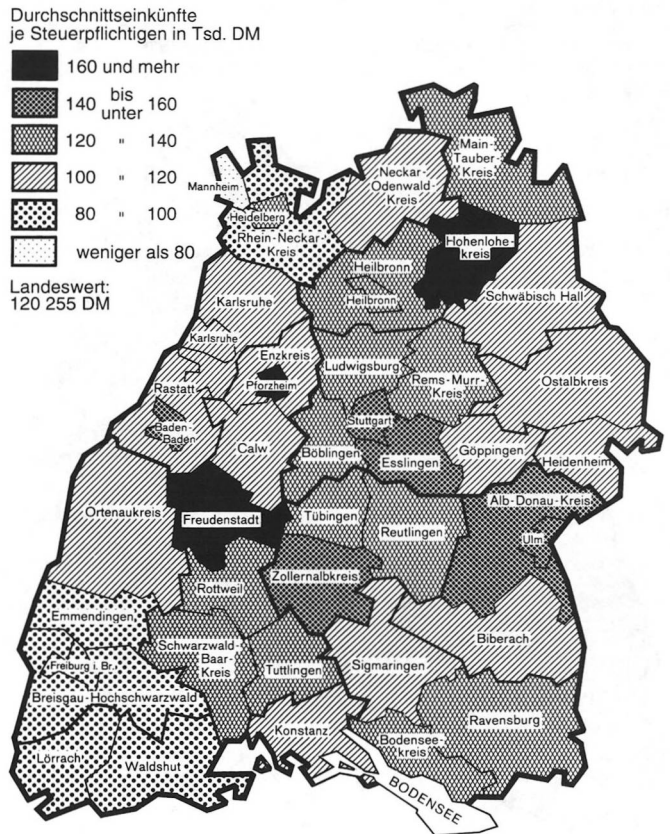 Durchschnittseinkünfte
je Steuerpflichtigen in Tsd. DM
160 und mehr
140 bis unter 160
120 " 140
100 " 120
80 " 100
weniger als 80
Landeswert:
120 255 DM
Main-
Tauber-
Kreis
Neckar-
Odenwald-
Kreis
Mannheim
Heidelberg
Rhein-Neckar-
Kreis
Hohenlohe-
kreis
Heilbronn
Heilbronn
Schwäbisch Hall
Karlsruhe
Karlsruhe
Enzkreis
Pforzheim
Ludwigsburg
Rems-Murr-
Kreis
Ostalbkreis
Rastatt
Baden-
Baden
Calw
Stuttgart
Böblingen
Esslingen
Göppingen
Heidenheim
Alb-Donau-Kreis
Ulm
Ortenaukreis
Freudenstadt
Tübingen
Reutlingen
Zollernalbkreis
Rottweil
Emmendingen
Freiburg i. Br.
Breisgau-Hochschwarzwald
Schwarzwald-
Baar-
Kreis
Tuttlingen
Sigmaringen
Biberach
Lörrach
Waldshut
Konstanz
Bodensee-
kreis
Ravensburg
BODENSEE